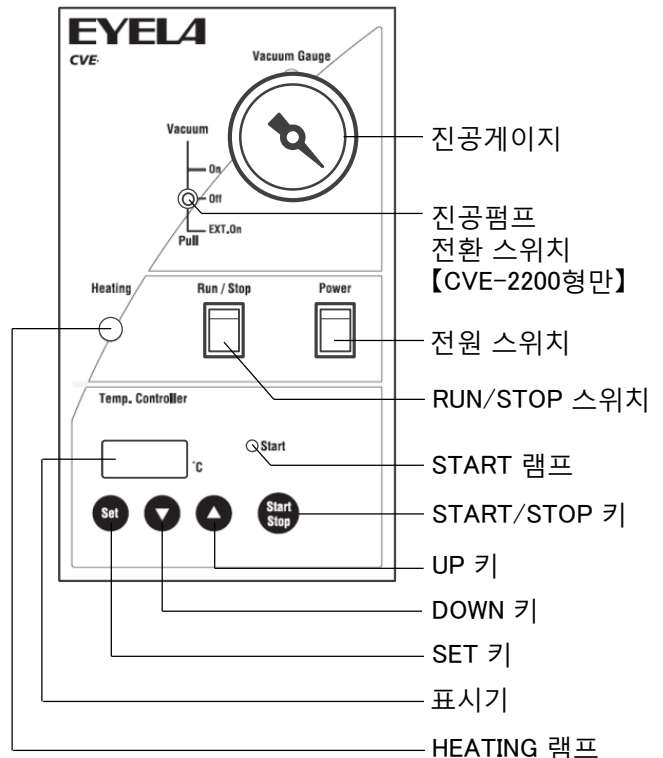 EYELA
CVE-
Vacuum Gauge
Vacuum
On
Off
EXT.On
Pull
Heating
Run / Stop
Power
Temp. Controller
°C
Start
Set
Start
Stop
진공게이지
진공펌프
전환 스위치
【CVE-2200형만】
전원 스위치
RUN/STOP 스위치
START 램프
START/STOP 키
UP 키
DOWN 키
SET 키
표시기
HEATING 램프